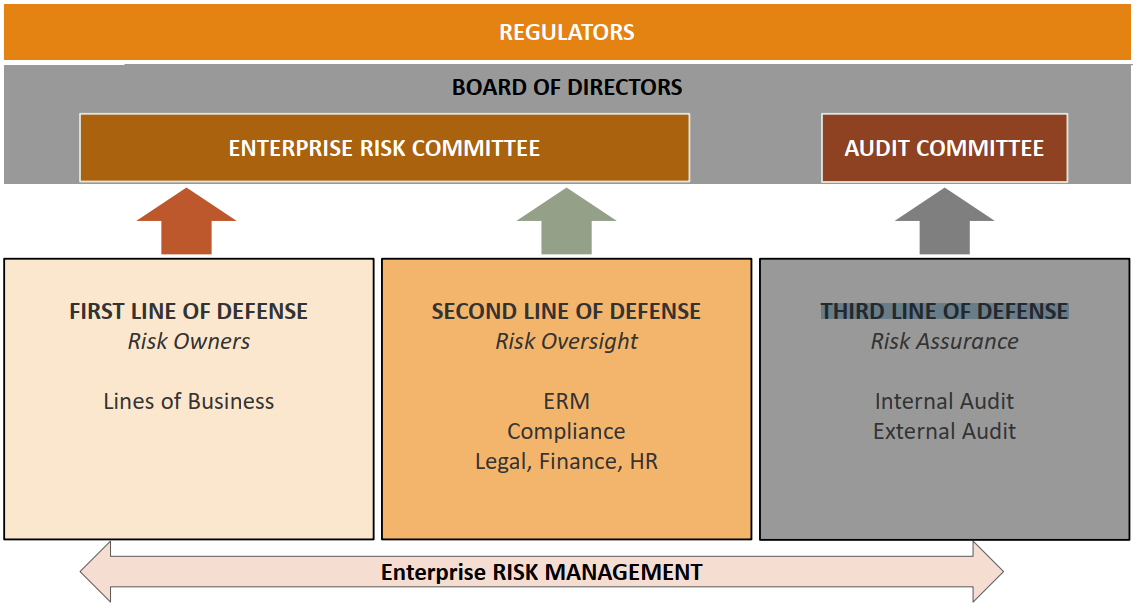 REGULATORS
BOARD OF DIRECTORS
ENTERPRISE RISK COMMITTEE
AUDIT COMMITTEE
FIRST LINE OF DEFENSE
Risk Owners
Lines of Business
SECOND LINE OF DEFENSE
Risk Oversight
ERM
Compliance
Legal, Finance, HR
THIRD LINE OF DEFENSE
Risk Assurance
Internal Audit
External Audit
Enterprise RISK MANAGEMENT